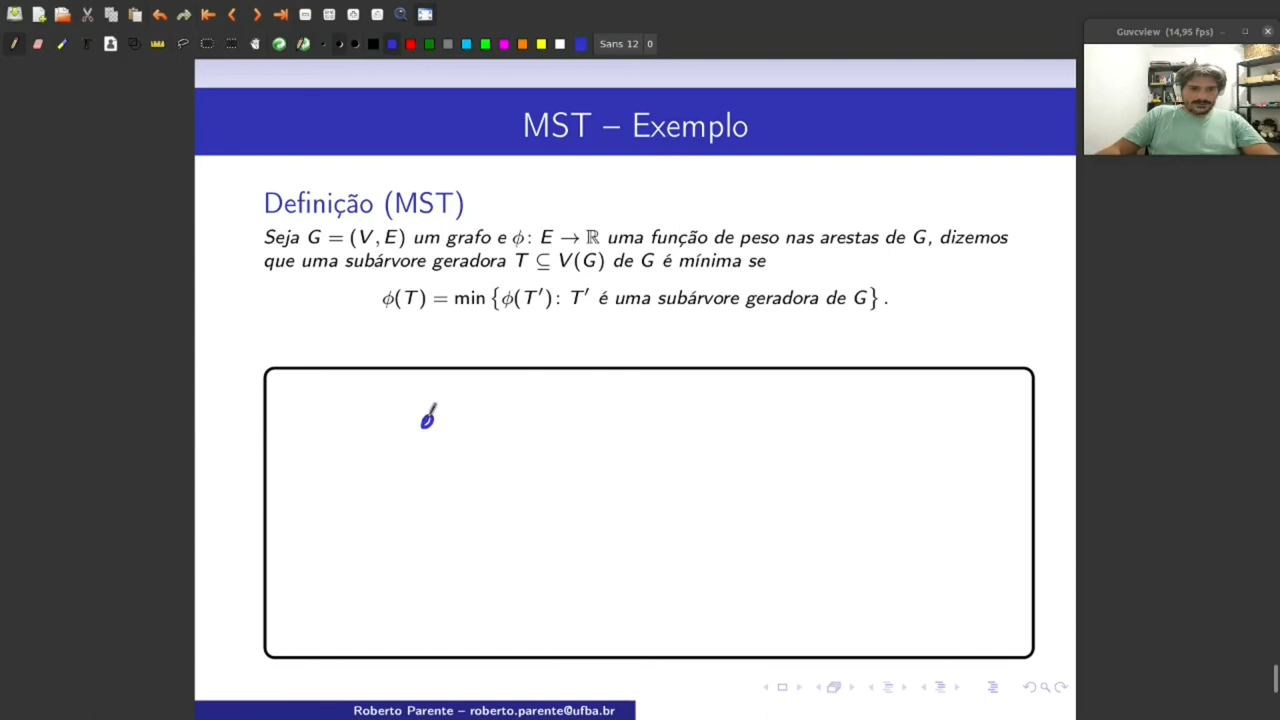 Sans 12 0
Guvcview (14,95 fps)
MST – Exemplo
Definição (MST)
Seja G = (V, E) um grafo e ϕ: E → ℝ uma função de peso nas arestas de G, dizemos
que uma subárvore geradora T ⊆ V(G) de G é mínima se
ϕ(T) = min {ϕ(T′): T′ é uma subárvore geradora de G} .
Roberto Parente – roberto.parente@ufba.br